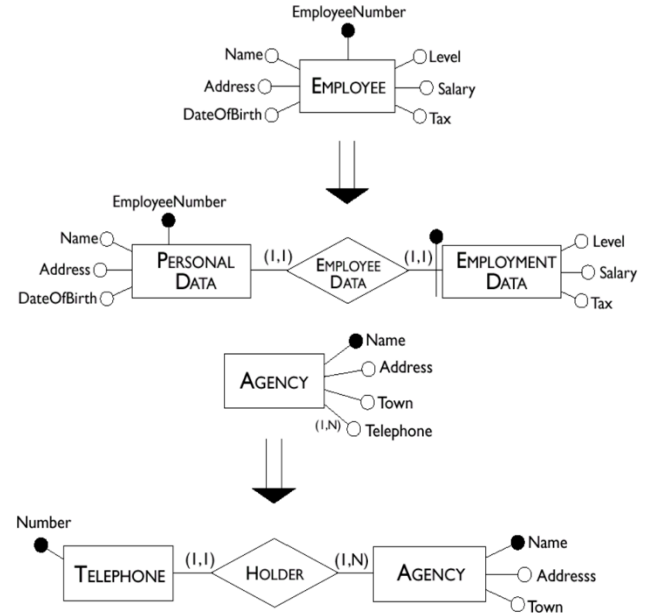 EmployeeNumber
Name
Level
Address
EMPLOYEE
Salary
DateOfBirth
Tax
EmployeeNumber
Name
Level
Address
PERSONAL
DATA
(1,1)
EMPLOYEE
DATA
(1,1)
EMPLOYMENT
DATA
Salary
DateOfBirth
Tax
Name
AGENCY
Address
Town
(1,N)
Telephone
Number
Name
TELEPHONE
(1,1)
HOLDER
(1,N)
AGENCY
Addresss
Town